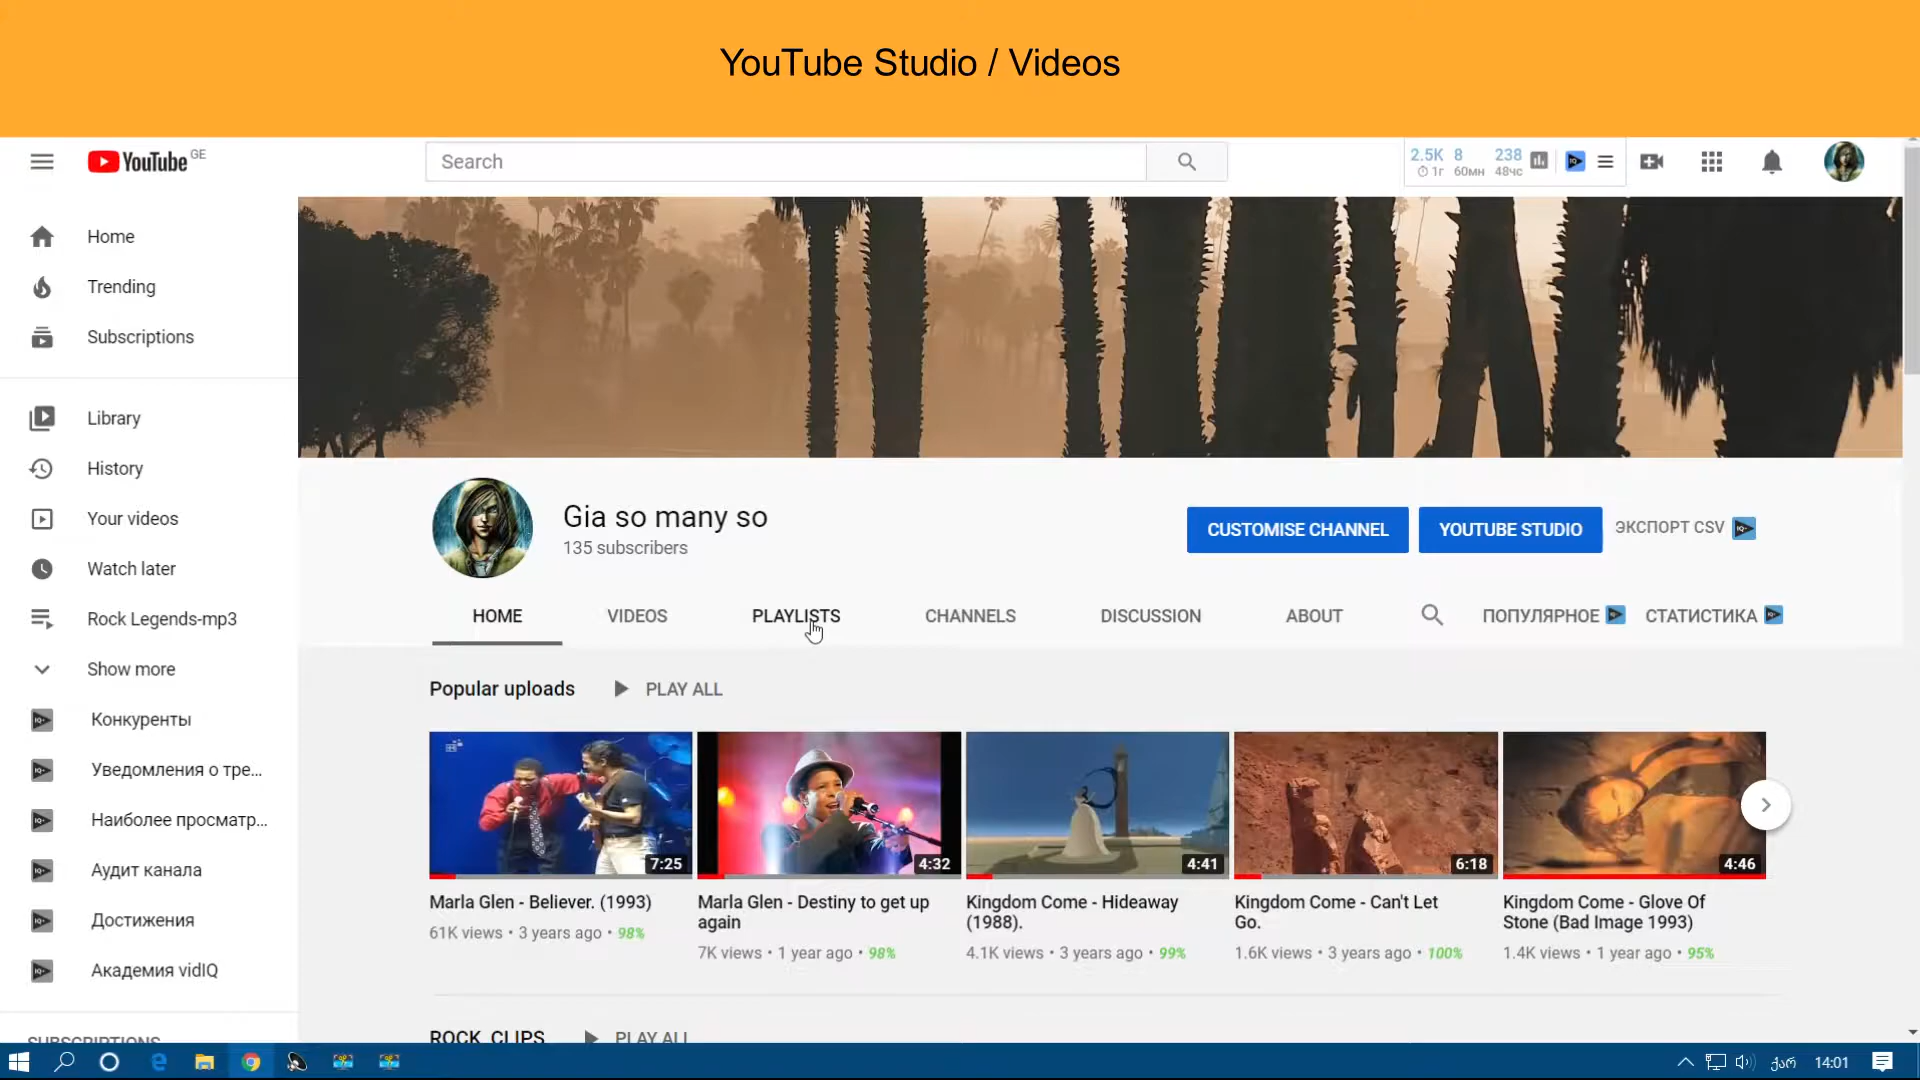 YouTube Studio / Videos
YouTube GE
Search
2.5K 8 238
1г 60мн 48чс
Home
Trending
Subscriptions
Library
History
Your videos
Watch later
Rock Legends-mp3
Show more
Конкуренты
Уведомления о тре...
Наиболее просматр...
Аудит канала
Достижения
Академия vidIQ
SUBSCRIPTIONS
Gia so many so
135 subscribers
CUSTOMISE CHANNEL
YOUTUBE STUDIO
ЭКСПОРТ CSV
HOME VIDEOS PLAYLISTS CHANNELS DISCUSSION ABOUT ПОПУЛЯРНОЕ СТАТИСТИКА
Popular uploads PLAY ALL
7:25
Marla Glen - Believer. (1993)
61K views • 3 years ago • 98%
4:32
Marla Glen - Destiny to get up
again
7K views • 1 year ago • 98%
4:41
Kingdom Come - Hideaway
(1988).
4.1K views • 3 years ago • 99%
6:18
Kingdom Come - Can't Let
Go.
1.6K views • 3 years ago • 100%
4:46
Kingdom Come - Glove Of
Stone (Bad Image 1993)
1.4K views • 1 year ago • 95%
ROCK CLIPS PLAY ALL
ქარ 14:01